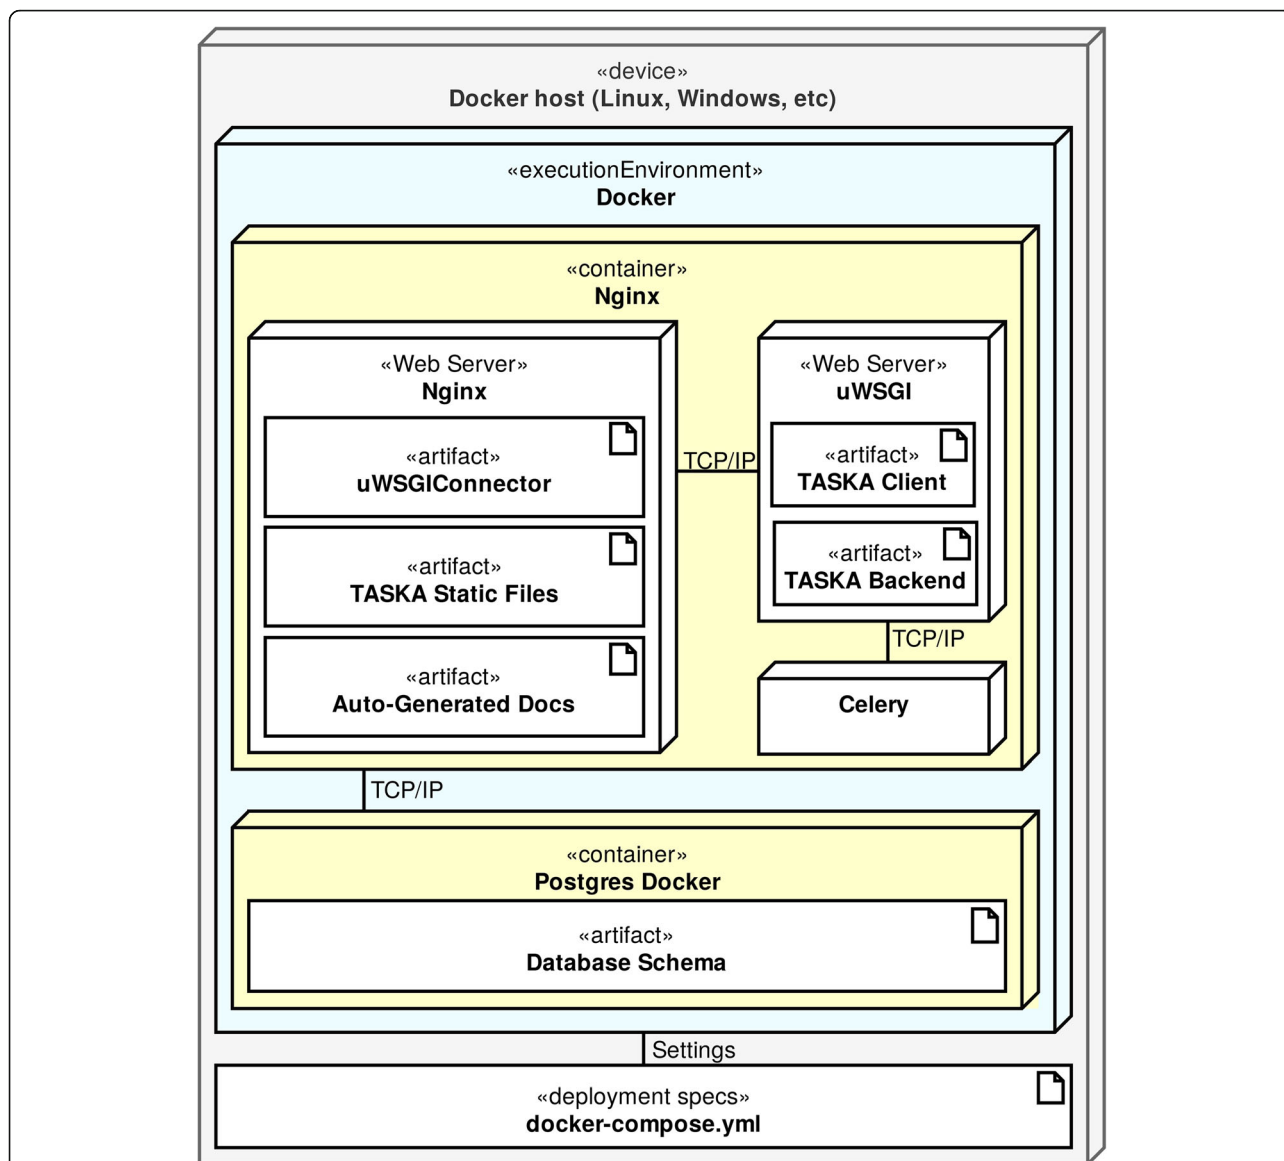 «device»
Docker host (Linux, Windows, etc)
«executionEnvironment»
Docker
«container»
Nginx
«Web Server»
Nginx
«artifact»
uWSGIConnector
«artifact»
TASKA Static Files
«artifact»
Auto-Generated Docs
TCP/IP
«Web Server»
uWSGI
«artifact»
TASKA Client
«artifact»
TASKA Backend
TCP/IP
Celery
TCP/IP
«container»
Postgres Docker
«artifact»
Database Schema
Settings
«deployment specs»
docker-compose.yml